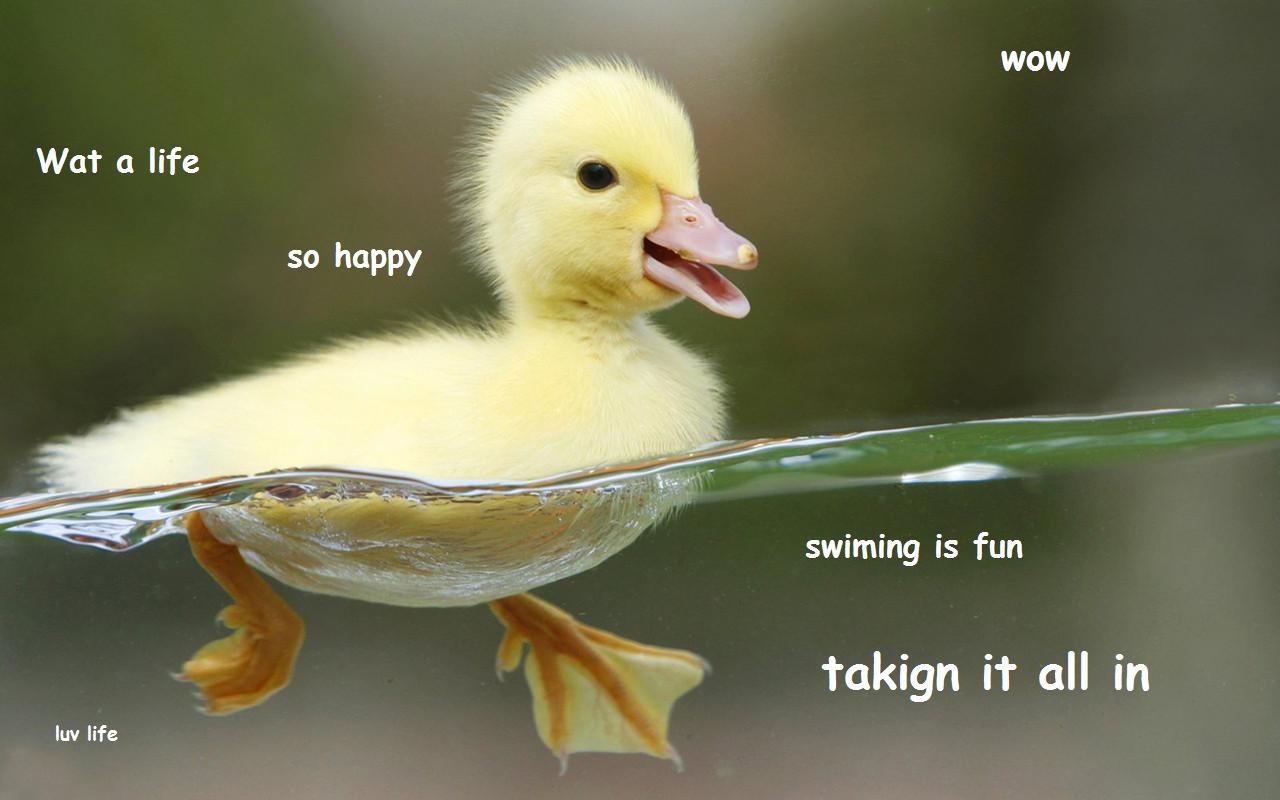 wow
Wat a life
so happy
swiming is fun
takign it all in
luv life